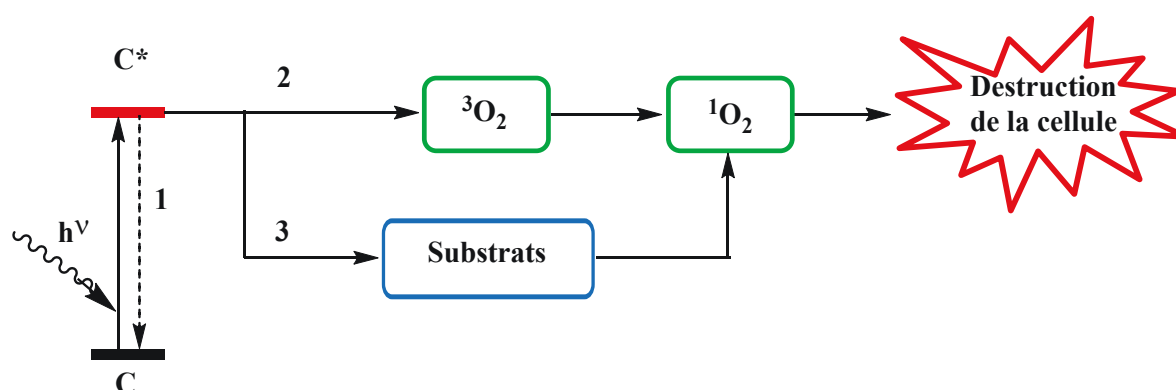 C*
2
³O₂
¹O₂
Destruction
de la cellule
1
hν
3
Substrats
C